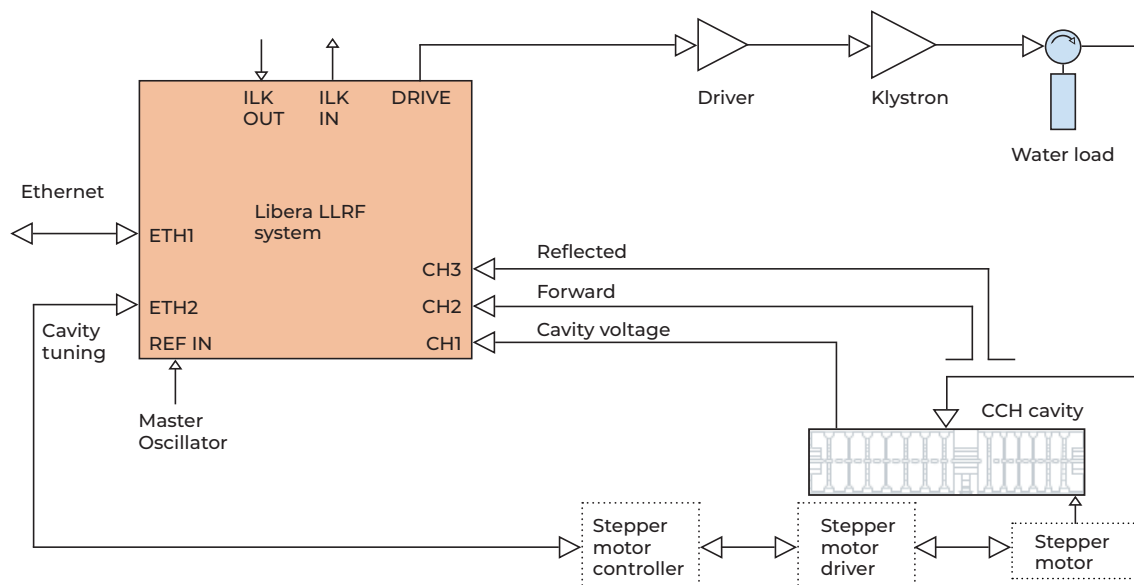 ILK
OUT
ILK
IN
DRIVE
Driver
Klystron
Water load
Ethernet
Libera LLRF
system
ETH1
ETH2
REF IN
CH3
CH2
CH1
Reflected
Forward
Cavity voltage
Cavity
tuning
Master
Oscillator
CCH cavity
Stepper
motor
controller
Stepper
motor
driver
Stepper
motor